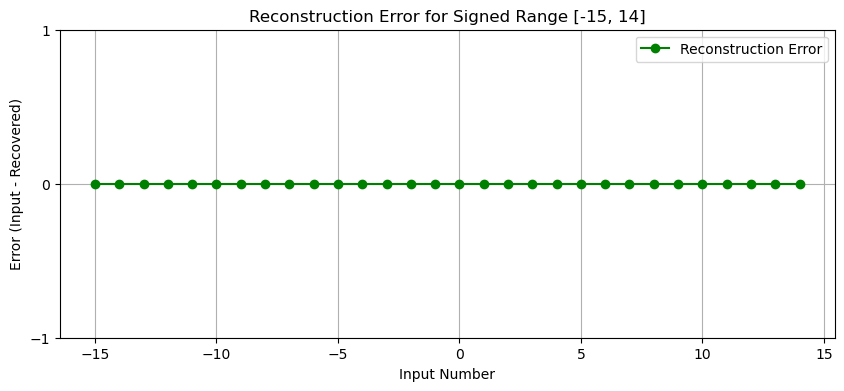 Reconstruction Error for Signed Range [-15, 14]
Reconstruction Error
Error (Input - Recovered)
1
0
−1
−15
−10
−5
0
5
10
15
Input Number